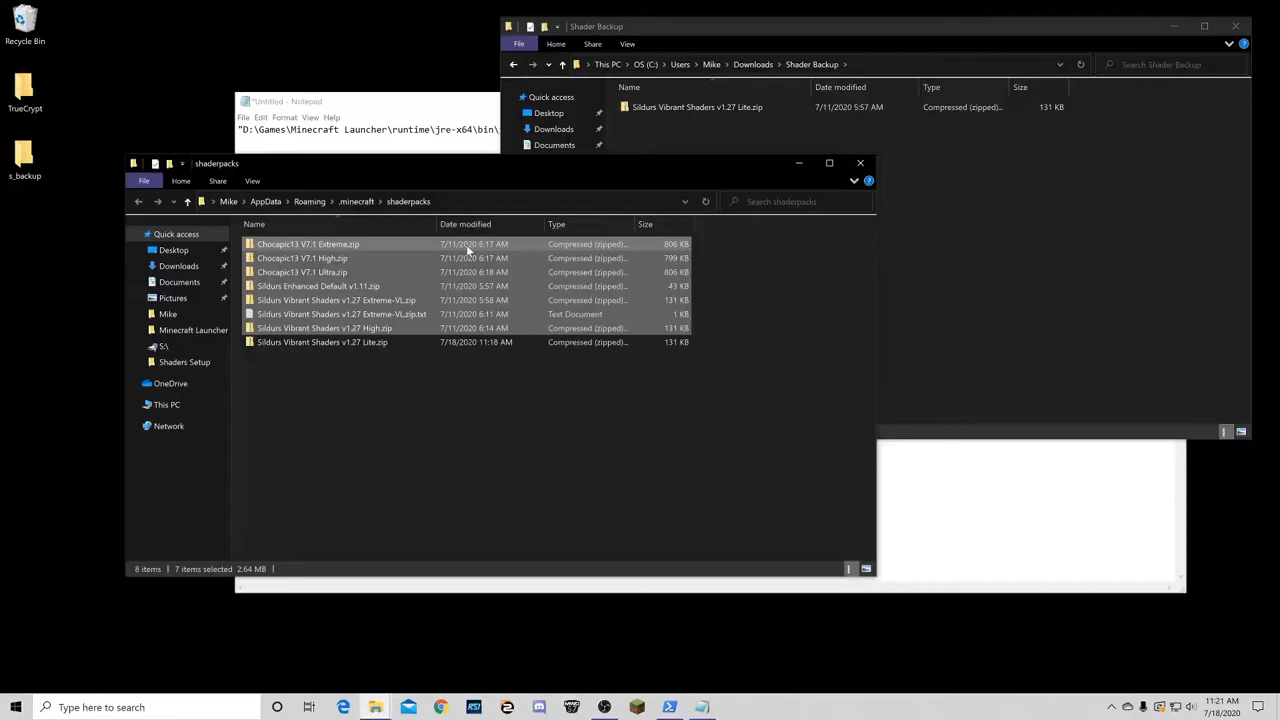 Recycle Bin
TrueCrypt
s_backup
Shader Backup
File Home Share View
This PC > OS (C:) > Users > Mike > Downloads > Shader Backup >
Search Shader Backup
Name Date modified Type Size
Quick access
Desktop
Downloads
Documents
Sildurs Vibrant Shaders v1.27 Lite.zip 7/11/2020 5:57 AM Compressed (zipped)... 131 KB
*Untitled - Notepad
File Edit Format View Help
"D:\Games\Minecraft Launcher\runtime\jre-x64\bin\
shaderpacks
File Home Share View
Mike > AppData > Roaming > .minecraft > shaderpacks
Search shaderpacks
Name Date modified Type Size
Quick access
Desktop
Downloads
Documents
Pictures
Mike
Minecraft Launcher
S:\
Shaders Setup
OneDrive
This PC
Network
Chocapic13 V7.1 Extreme.zip 7/11/2020 6:17 AM Compressed (zipped)... 806 KB
Chocapic13 V7.1 High.zip 7/11/2020 6:17 AM Compressed (zipped)... 799 KB
Chocapic13 V7.1 Ultra.zip 7/11/2020 6:18 AM Compressed (zipped)... 806 KB
Sildurs Enhanced Default v1.11.zip 7/11/2020 5:57 AM Compressed (zipped)... 43 KB
Sildurs Vibrant Shaders v1.27 Extreme-VL.zip 7/11/2020 5:58 AM Compressed (zipped)... 131 KB
Sildurs Vibrant Shaders v1.27 Extreme-VL.zip.txt 7/11/2020 6:11 AM Text Document 1 KB
Sildurs Vibrant Shaders v1.27 High.zip 7/11/2020 6:14 AM Compressed (zipped)... 131 KB
Sildurs Vibrant Shaders v1.27 Lite.zip 7/18/2020 11:18 AM Compressed (zipped)... 131 KB
8 items 7 items selected 2.64 MB
Type here to search
RSI
11:21 AM
7/18/2020